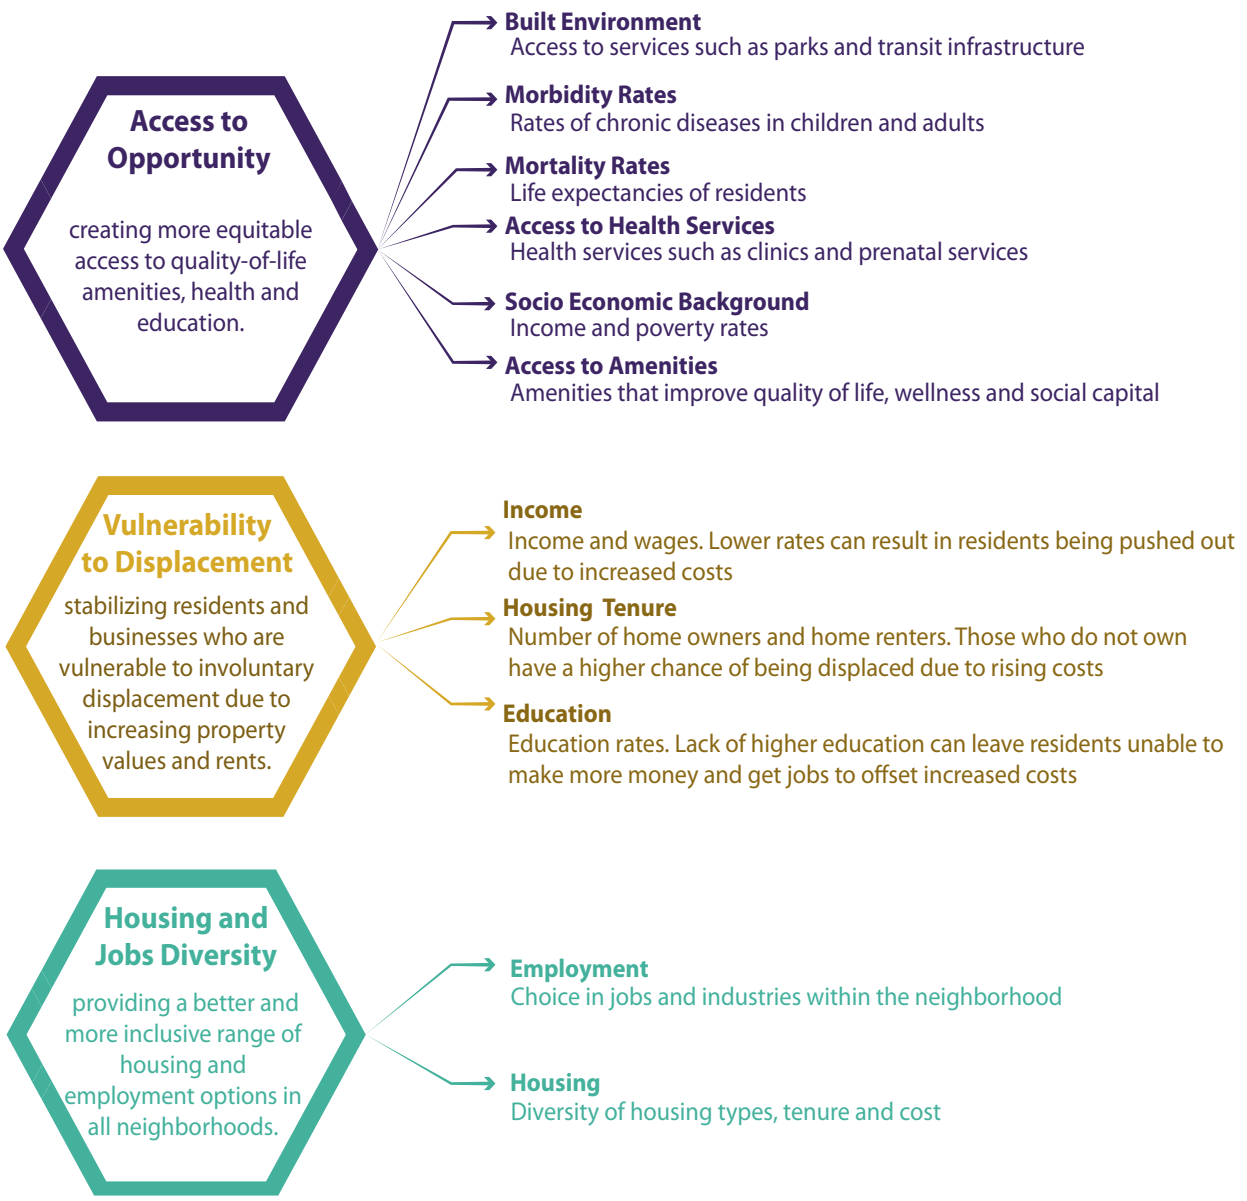 Access to
Opportunity
creating more equitable
access to quality-of-life
amenities, health and
education.
Built Environment
Access to services such as parks and transit infrastructure
Morbidity Rates
Rates of chronic diseases in children and adults
Mortality Rates
Life expectancies of residents
Access to Health Services
Health services such as clinics and prenatal services
Socio Economic Background
Income and poverty rates
Access to Amenities
Amenities that improve quality of life, wellness and social capital
Vulnerability
to Displacement
stabilizing residents and
businesses who are
vulnerable to involuntary
displacement due to
increasing property
values and rents.
Income
Income and wages. Lower rates can result in residents being pushed out
due to increased costs
Housing Tenure
Number of home owners and home renters. Those who do not own
have a higher chance of being displaced due to rising costs
Education
Education rates. Lack of higher education can leave residents unable to
make more money and get jobs to offset increased costs
Housing and
Jobs Diversity
providing a better and
more inclusive range of
housing and
employment options in
all neighborhoods.
Employment
Choice in jobs and industries within the neighborhood
Housing
Diversity of housing types, tenure and cost